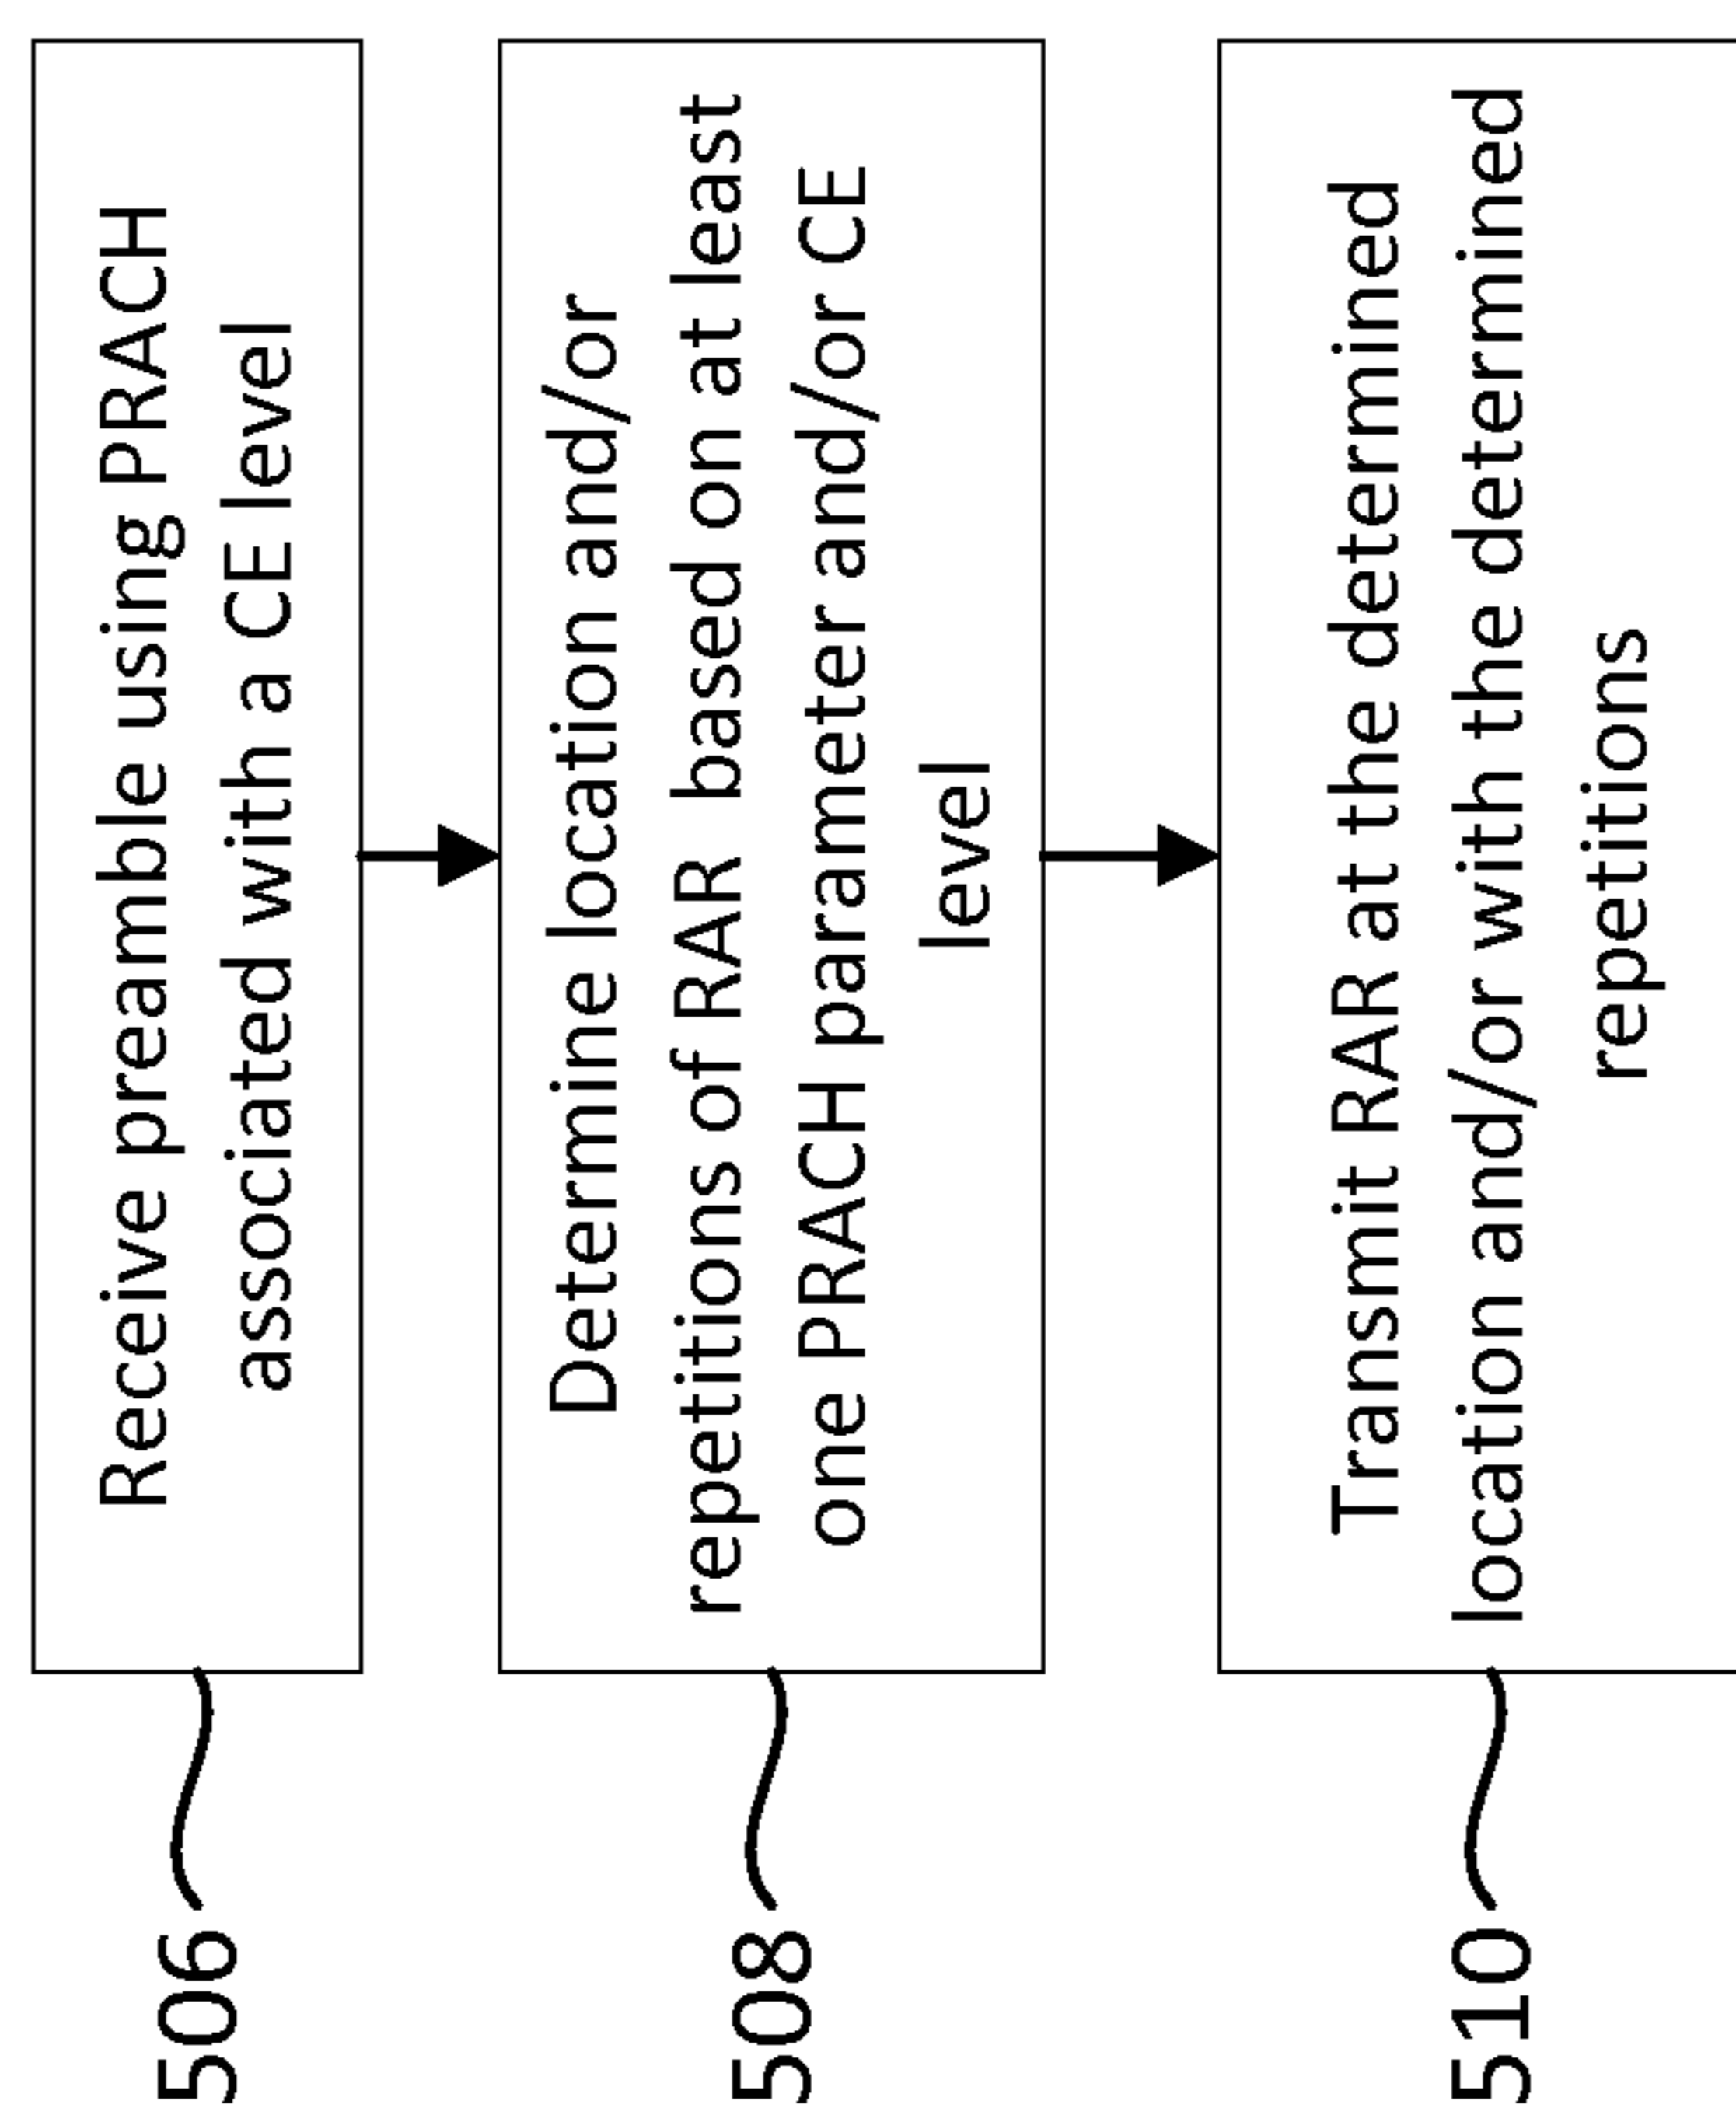 506
Receive preamble using PRACH
associated with a CE level
508
Determine location and/or
repetitions of RAR based on at least
one PRACH parameter and/or CE
level
510
Transmit RAR at the determined
location and/or with the determined
repetitions